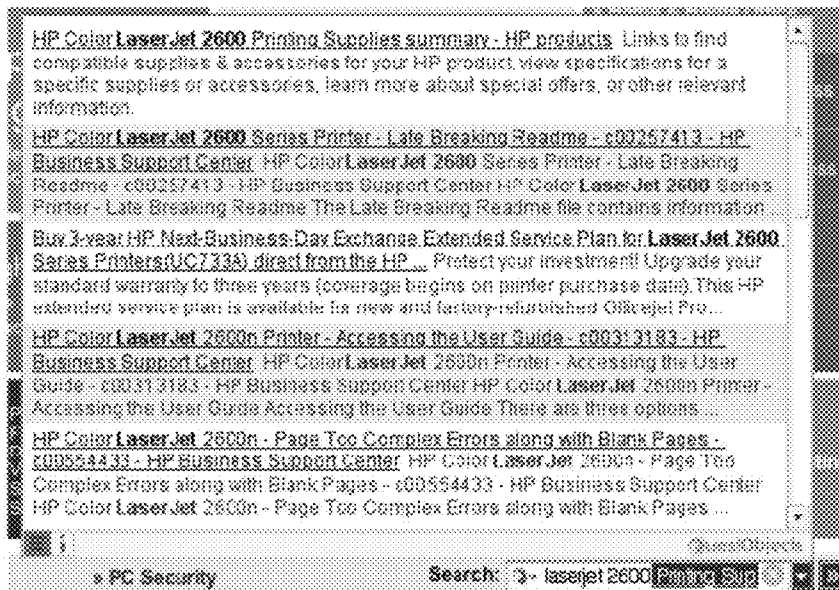 HP Color LaserJet 2600 Printing Supplies summary - HP products Links to find
compatible supplies & accessories for your HP product, view specifications for a
specific supplies or accessories, learn more about special offers, or other relevant
information.
HP Color LaserJet 2600 Series Printer - Late Breaking Readme - c00257413 - HP
Business Support Center HP Color LaserJet 2600 Series Printer - Late Breaking
Readme - c00257413 - HP Business Support Center HP Color LaserJet 2600 Series
Printer - Late Breaking Readme The Late Breaking Readme file contains information ...
Buy 3-year HP Next-Business-Day Exchange Extended Service Plan for LaserJet 2600
Series Printers(UC733A) direct from the HP ... Protect your investment! Upgrade your
standard warranty to three years (coverage begins on printer purchase date).This HP
extended service plan is available for new and factory-refurbished Officejet Pro...
HP Color LaserJet 2600n Printer - Accessing the User Guide - c00313183 - HP
Business Support Center HP Color LaserJet 2600n Printer - Accessing the User
Guide - c00313183 - HP Business Support Center HP Color LaserJet 2600n Printer -
Accessing the User Guide Accessing the User Guide There are three options ...
HP Color LaserJet 2600n - Page Too Complex Errors along with Blank Pages -
c00554433 - HP Business Support Center HP Color LaserJet 2600n - Page Too
Complex Errors along with Blank Pages - c00554433 - HP Business Support Center
HP Color LaserJet 2600n - Page Too Complex Errors along with Blank Pages ...
QuestObjects
» PC Security Search: laserjet 2600 Printing Sup